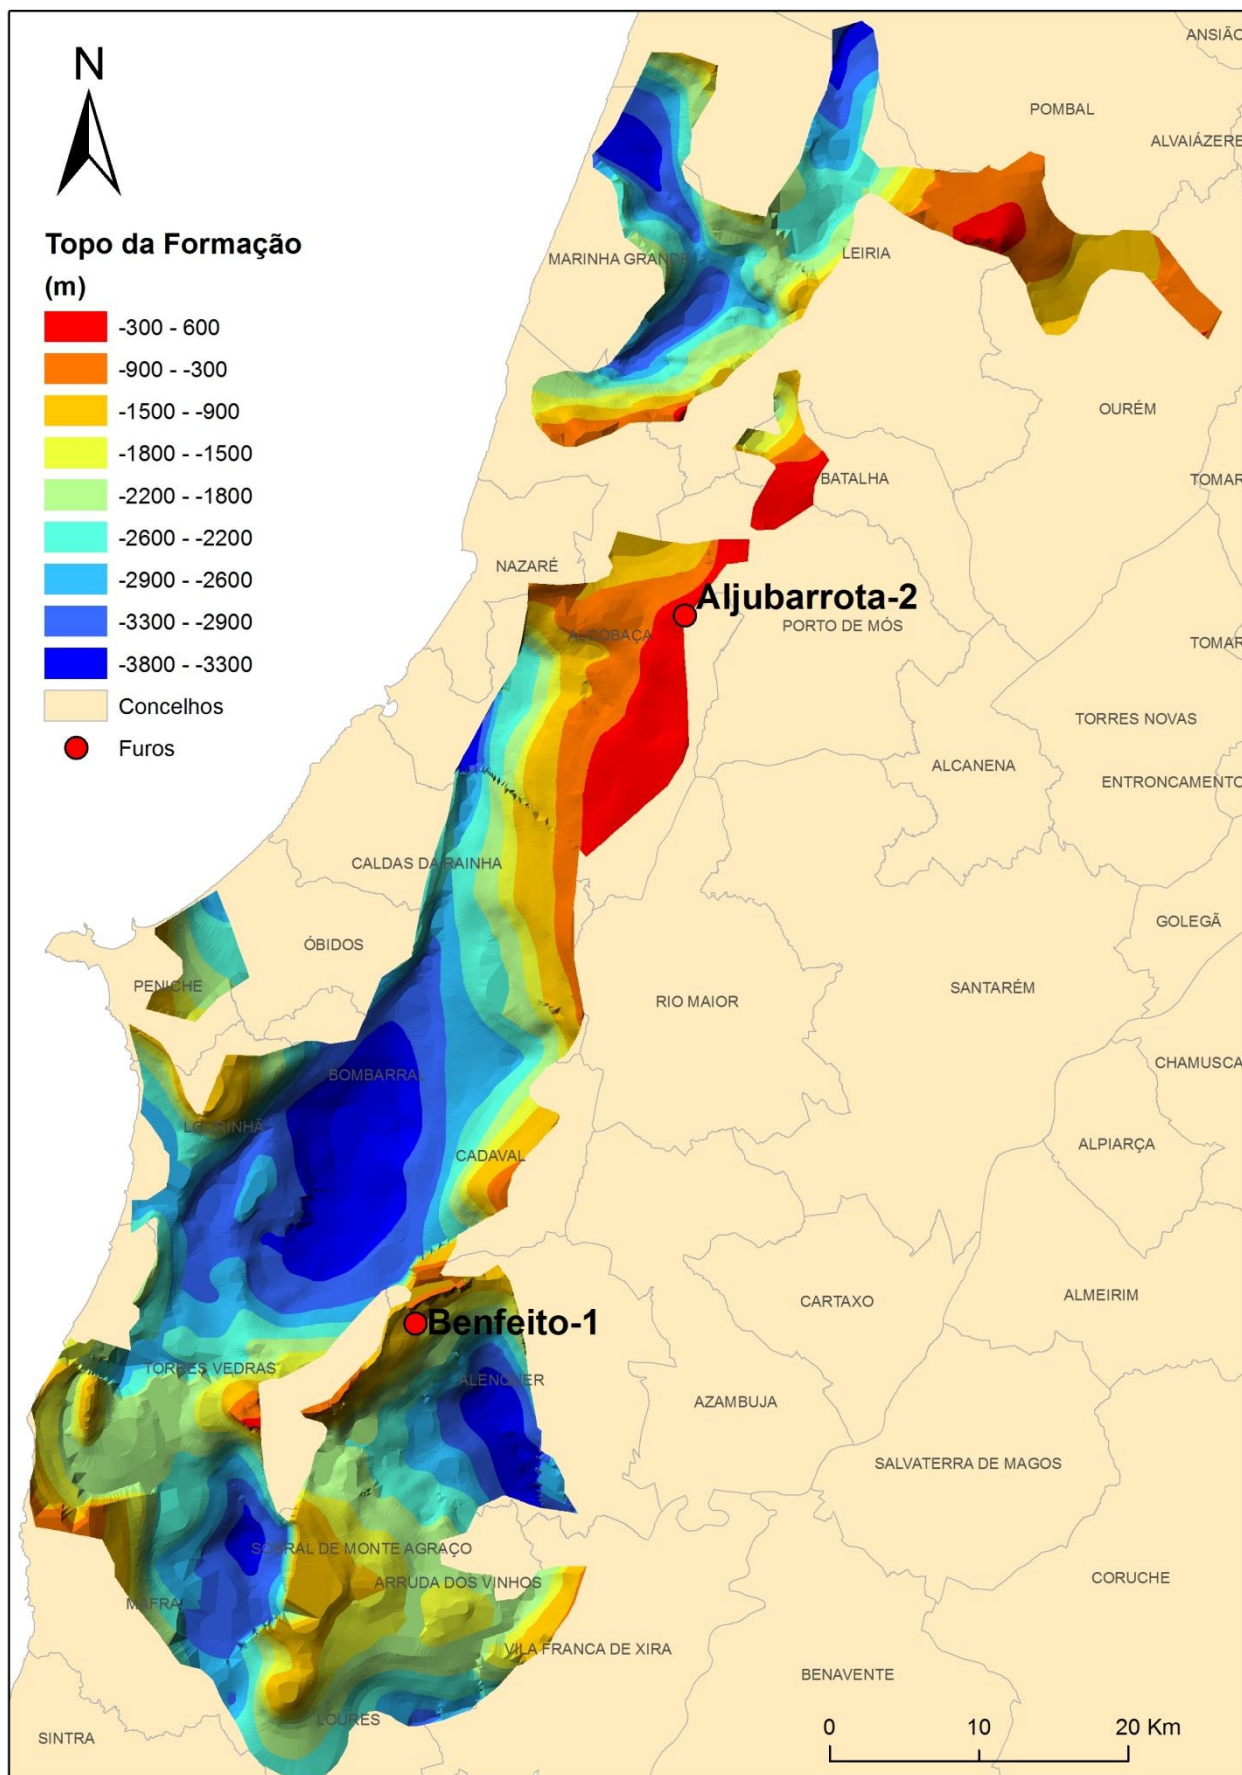 N
Topo da Formação
(m)
-300 - 600
-900 - -300
-1500 - -900
-1800 - -1500
-2200 - -1800
-2600 - -2200
-2900 - -2600
-3300 - -2900
-3800 - -3300
Concelhos
Furos
ANSIÃO
POMBAL
ALVAIÁZERE
MARINHA GRANDE
LEIRIA
OURÉM
BATALHA
TOMAR
NAZARÉ
Aljubarrota-2
ALCOBAÇA
PORTO DE MÓS
TOMAR
TORRES NOVAS
ALCANENA
ENTRONCAMENTO
CALDAS DA RAINHA
GOLEGÃ
ÓBIDOS
PENICHE
RIO MAIOR
SANTARÉM
CHAMUSCA
BOMBARRAL
LOURINHÃ
CADAVAL
ALPIARÇA
CARTAXO
ALMEIRIM
Benfeito-1
TORRES VEDRAS
ALENQUER
AZAMBUJA
SALVATERRA DE MAGOS
SOBRAL DE MONTE AGRAÇO
ARRUDA DOS VINHOS
CORUCHE
MAFRA
VILA FRANCA DE XIRA
BENAVENTE
LOURES
SINTRA
0 10 20 Km